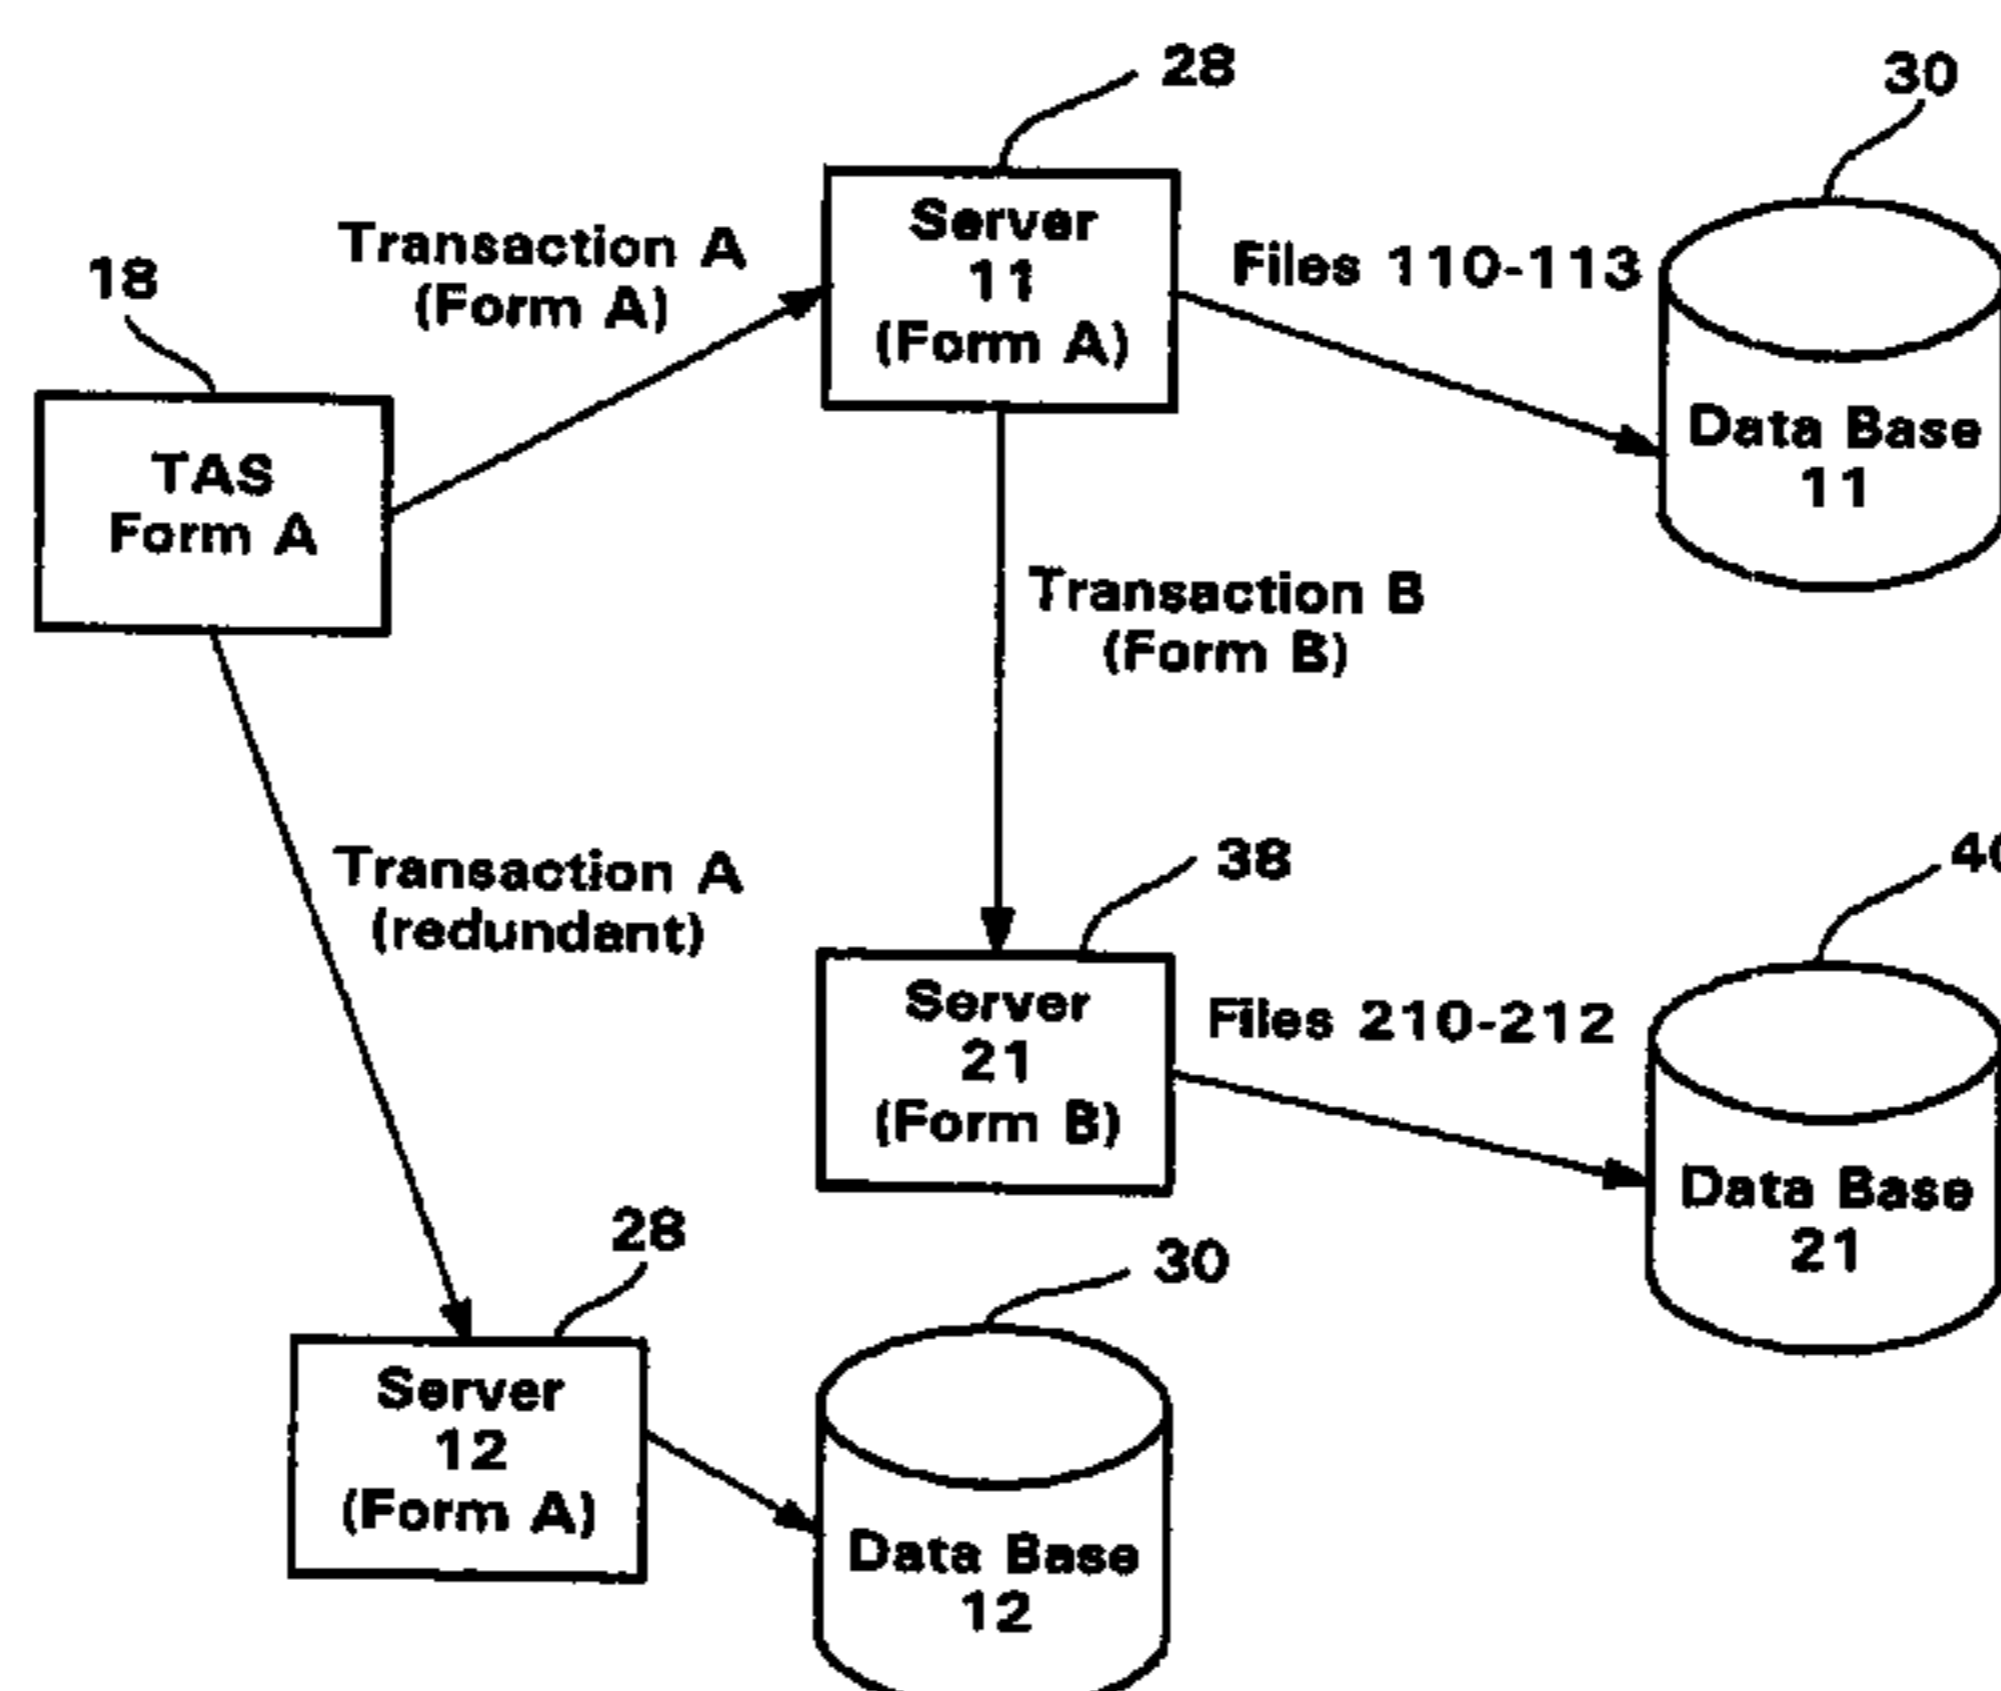 28
30
Server
11
(Form A)
Transaction A
(Form A)
Files 110-113
18
TAS
Form A
Data Base
11
Transaction B
(Form B)
Transaction A
(redundant)
38
Server
21
(Form B)
Files 210-212
Data Base
21
28
30
Server
12
(Form A)
Data Base
12